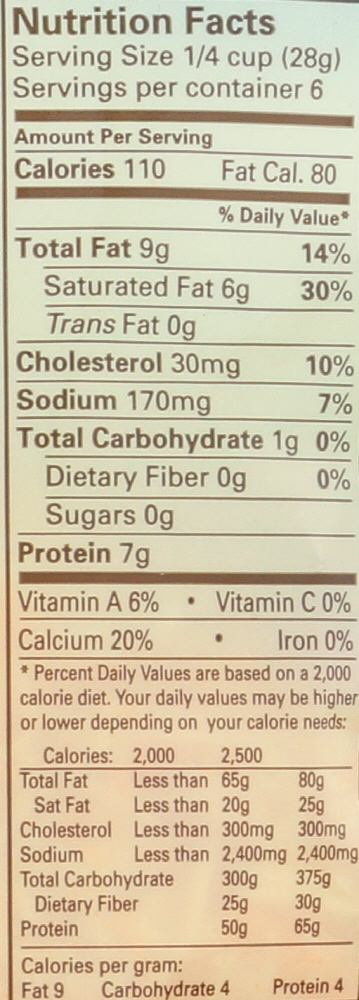 Nutrition Facts
Serving Size 1/4 cup (28g)
Servings per container 6
Amount Per Serving
Calories 110 Fat Cal. 80
% Daily Value*
Total Fat 9g 14%
Saturated Fat 6g 30%
Trans Fat 0g
Cholesterol 30mg 10%
Sodium 170mg 7%
Total Carbohydrate 1g 0%
Dietary Fiber 0g 0%
Sugars 0g
Protein 7g
Vitamin A 6% • Vitamin C 0%
Calcium 20% • Iron 0%
* Percent Daily Values are based on a 2,000
calorie diet. Your daily values may be higher
or lower depending on your calorie needs:
Calories: 2,000 2,500
Total Fat Less than 65g 80g
Sat Fat Less than 20g 25g
Cholesterol Less than 300mg 300mg
Sodium Less than 2,400mg 2,400mg
Total Carbohydrate 300g 375g
Dietary Fiber 25g 30g
Protein 50g 65g
Calories per gram:
Fat 9 Carbohydrate 4 Protein 4